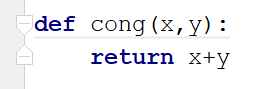 def cong(x,y):
    return x+y